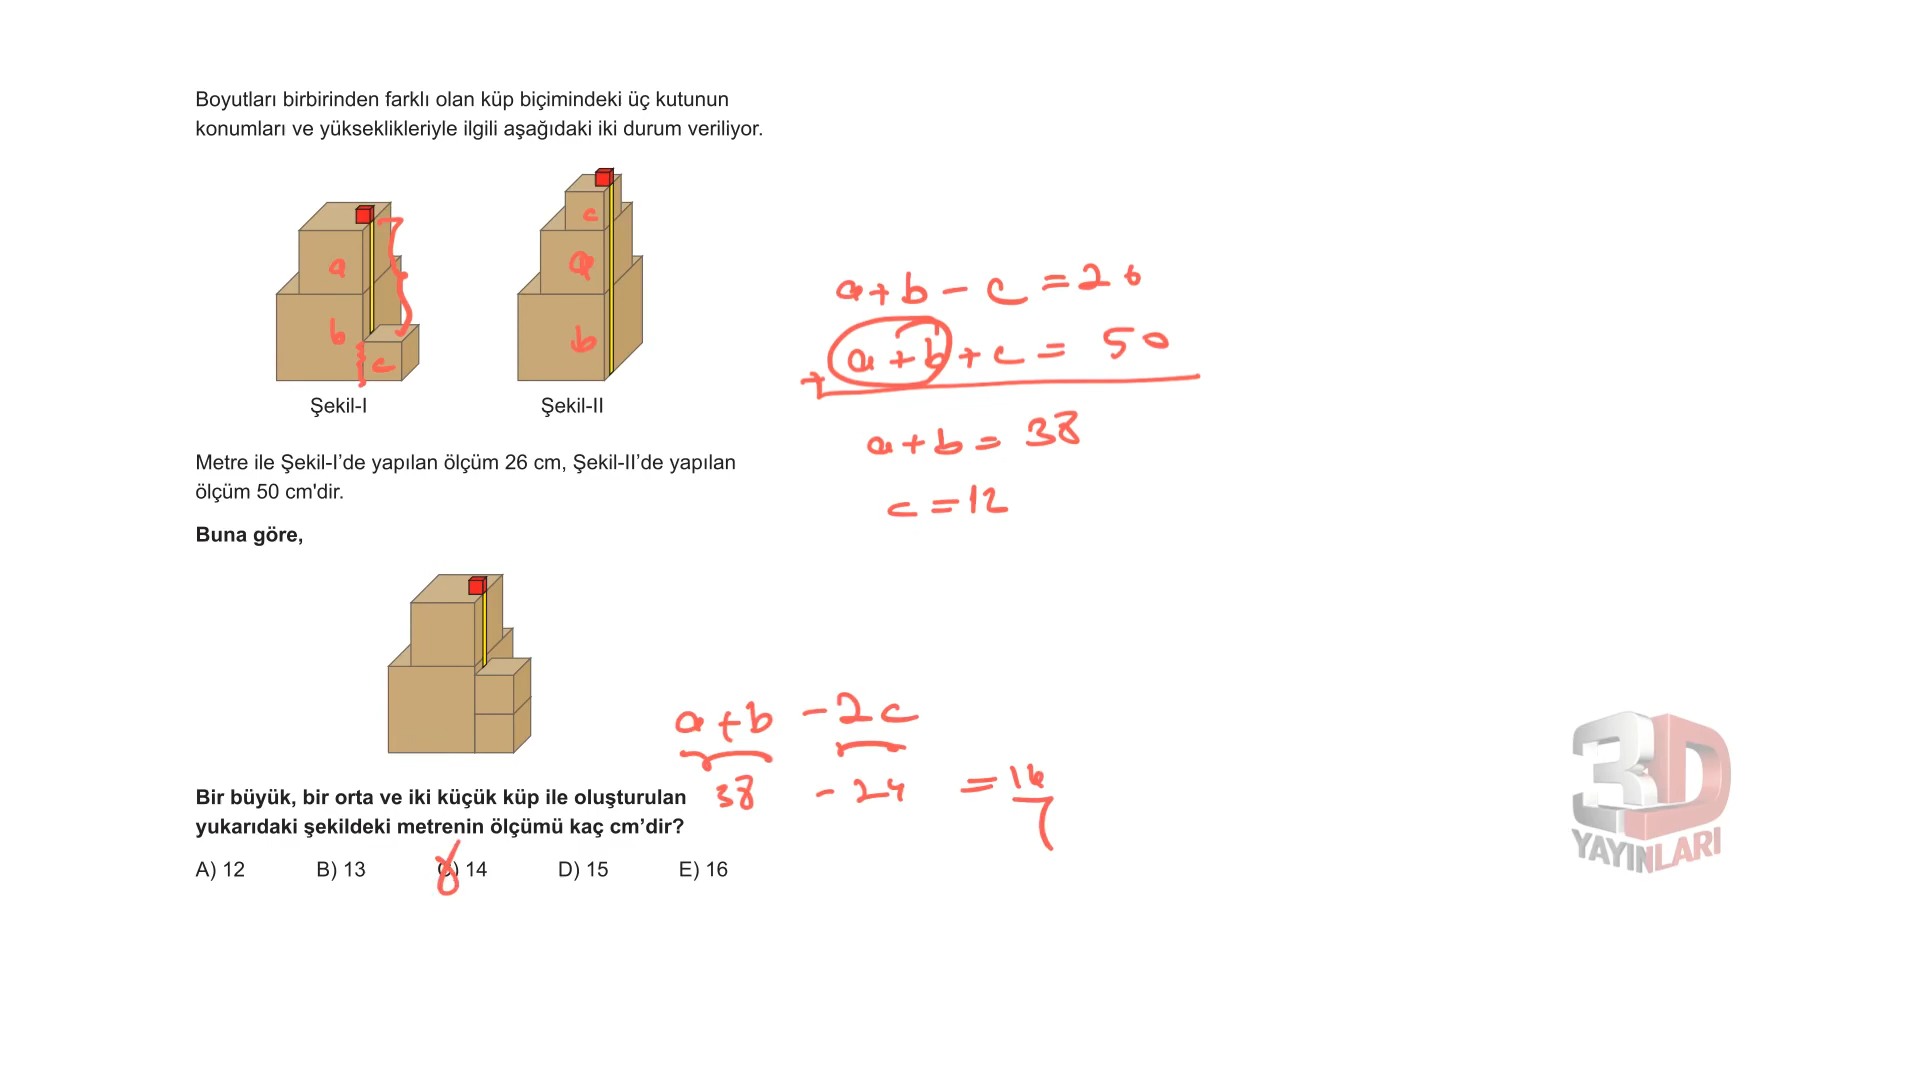 Boyutları birbirinden farklı olan küp biçimindeki üç kutunun
konumları ve yükseklikleriyle ilgili aşağıdaki iki durum veriliyor.
a
b
c
Şekil-I
c
a
b
Şekil-II
a+b-c=26
a+b+c=50
+
a+b=38
c=12
Metre ile Şekil-I’de yapılan ölçüm 26 cm, Şekil-II’de yapılan
ölçüm 50 cm'dir.
Buna göre,
a+b-2c
38-24=14
Bir büyük, bir orta ve iki küçük küp ile oluşturulan
yukarıdaki şekildeki metrenin ölçümü kaç cm’dir?
A) 12 B) 13 C) 14 D) 15 E) 16
3D
YAYINLARI